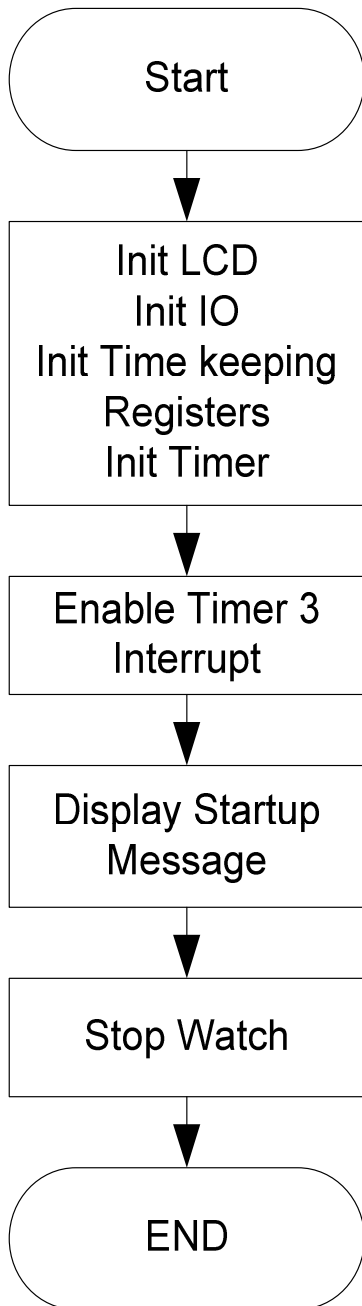 Start
Init LCD
Init IO
Init Time keeping
Registers
Init Timer
Enable Timer 3
Interrupt
Display Startup
Message
Stop Watch
END